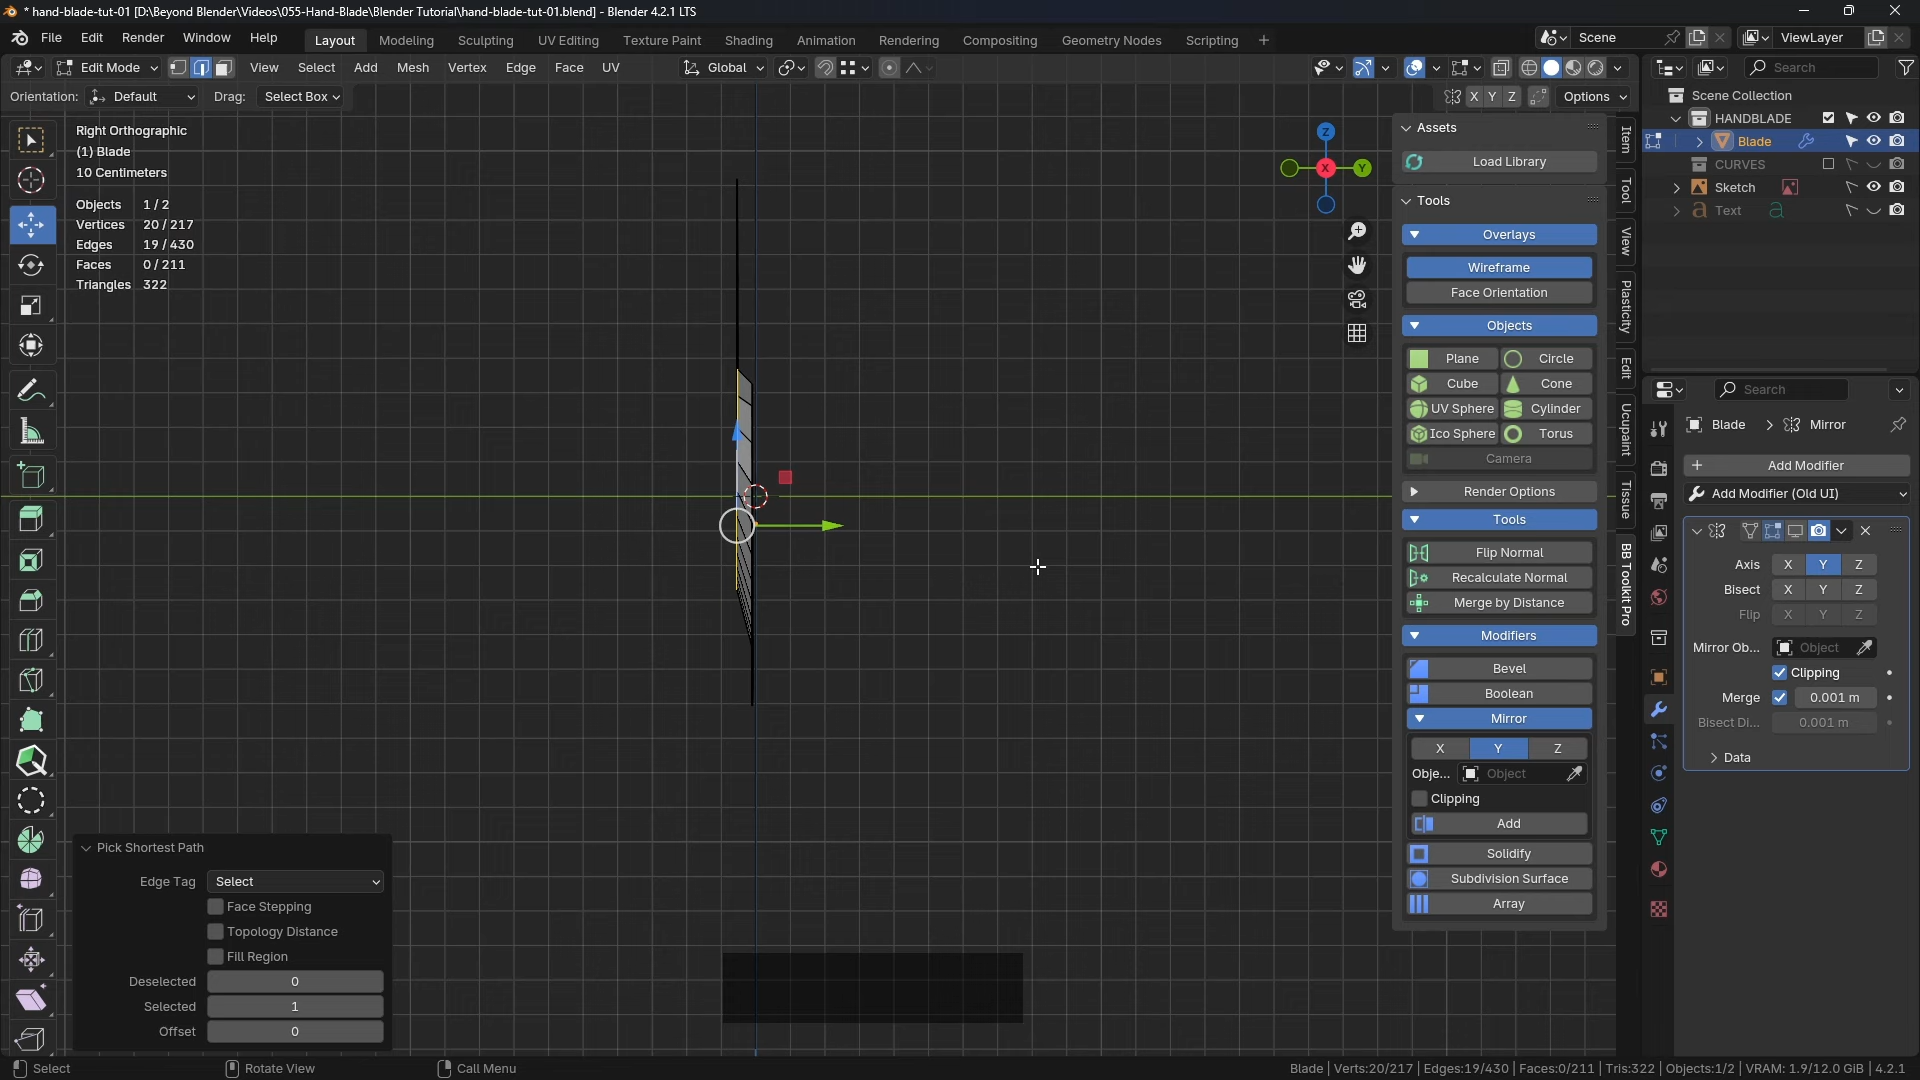 * hand-blade-tut-01 [D:\Beyond Blender\Videos\055-Hand-Blade\Blender Tutorial\hand-blade-tut-01.blend] - Blender 4.2.1 LTS
File Edit Render Window Help Layout Modeling Sculpting UV Editing Texture Paint Shading Animation Rendering Compositing Geometry Nodes Scripting + Scene ViewLayer
Edit Mode View Select Add Mesh Vertex Edge Face UV Global Search
Orientation: Default Drag: Select Box X Y Z Options
Scene Collection
HANDBLADE
Blade
CURVES
Sketch
Text
Right Orthographic
(1) Blade
10 Centimeters
Objects 1 / 2
Vertices 20 / 217
Edges 19 / 430
Faces 0 / 211
Triangles 322
Z
Y
X
Assets
Load Library
Tools
Overlays
Wireframe
Face Orientation
Objects
Plane Circle
Cube Cone
UV Sphere Cylinder
Ico Sphere Torus
Camera
Render Options
Tools
Flip Normal
Recalculate Normal
Merge by Distance
Modifiers
Bevel
Boolean
Mirror
X Y Z
Obje... Object
Clipping
Add
Solidify
Subdivision Surface
Array
Item
Tool
View
Plasticity
Edit
Ucupaint
Tissue
BB Toolkit Pro
Search
Blade > Mirror
Add Modifier
Add Modifier (Old UI)
Axis X Y Z
Bisect X Y Z
Flip X Y Z
Mirror Ob... Object
Clipping
Merge 0.001 m
Bisect Di... 0.001 m
Data
Pick Shortest Path
Edge Tag Select
Face Stepping
Topology Distance
Fill Region
Deselected 0
Selected 1
Offset 0
Select Rotate View Call Menu Blade | Verts:20/217 | Edges:19/430 | Faces:0/211 | Tris:322 | Objects:1/2 | VRAM: 1.9/12.0 GiB | 4.2.1